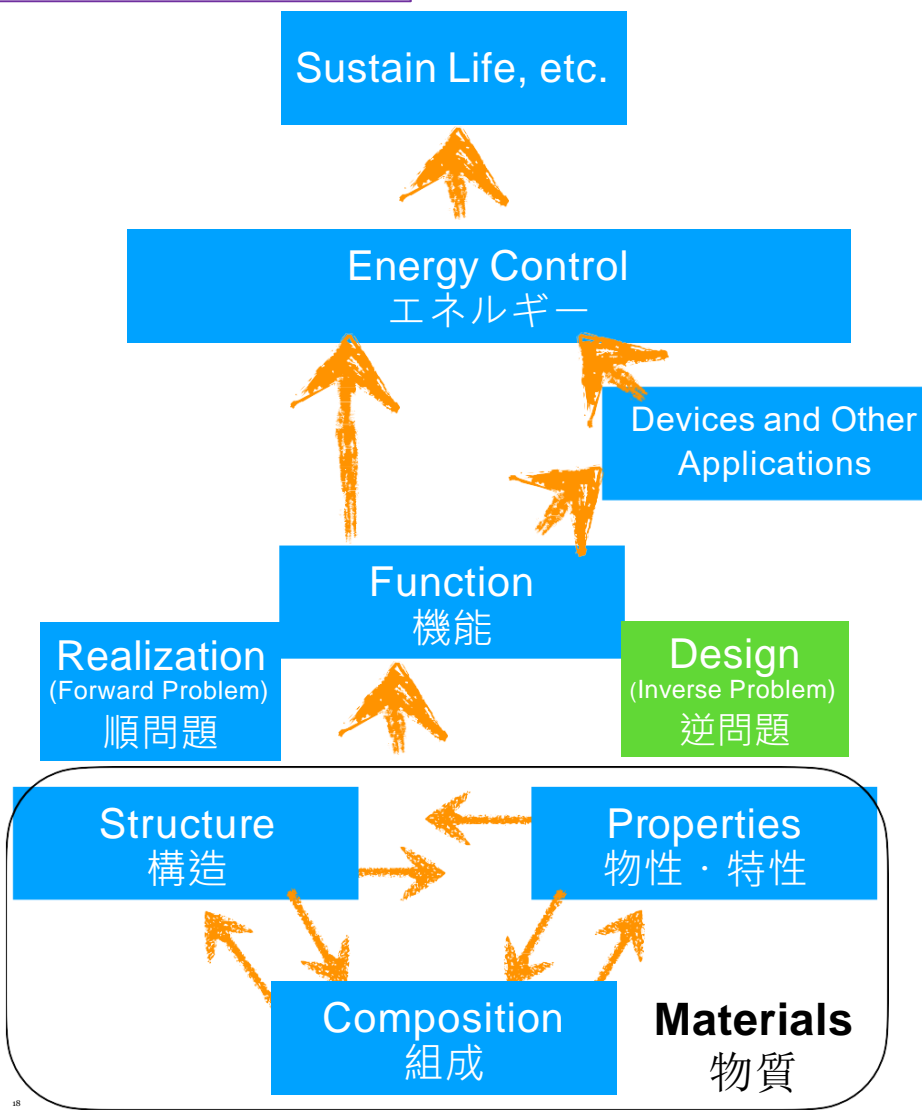 Sustain Life, etc.
Energy Control
エネルギー
Devices and Other
Applications
Function
機能
Realization
(Forward Problem)
順問題
Design
(Inverse Problem)
逆問題
Structure
構造
Properties
物性・特性
Composition
組成
Materials
物質
18